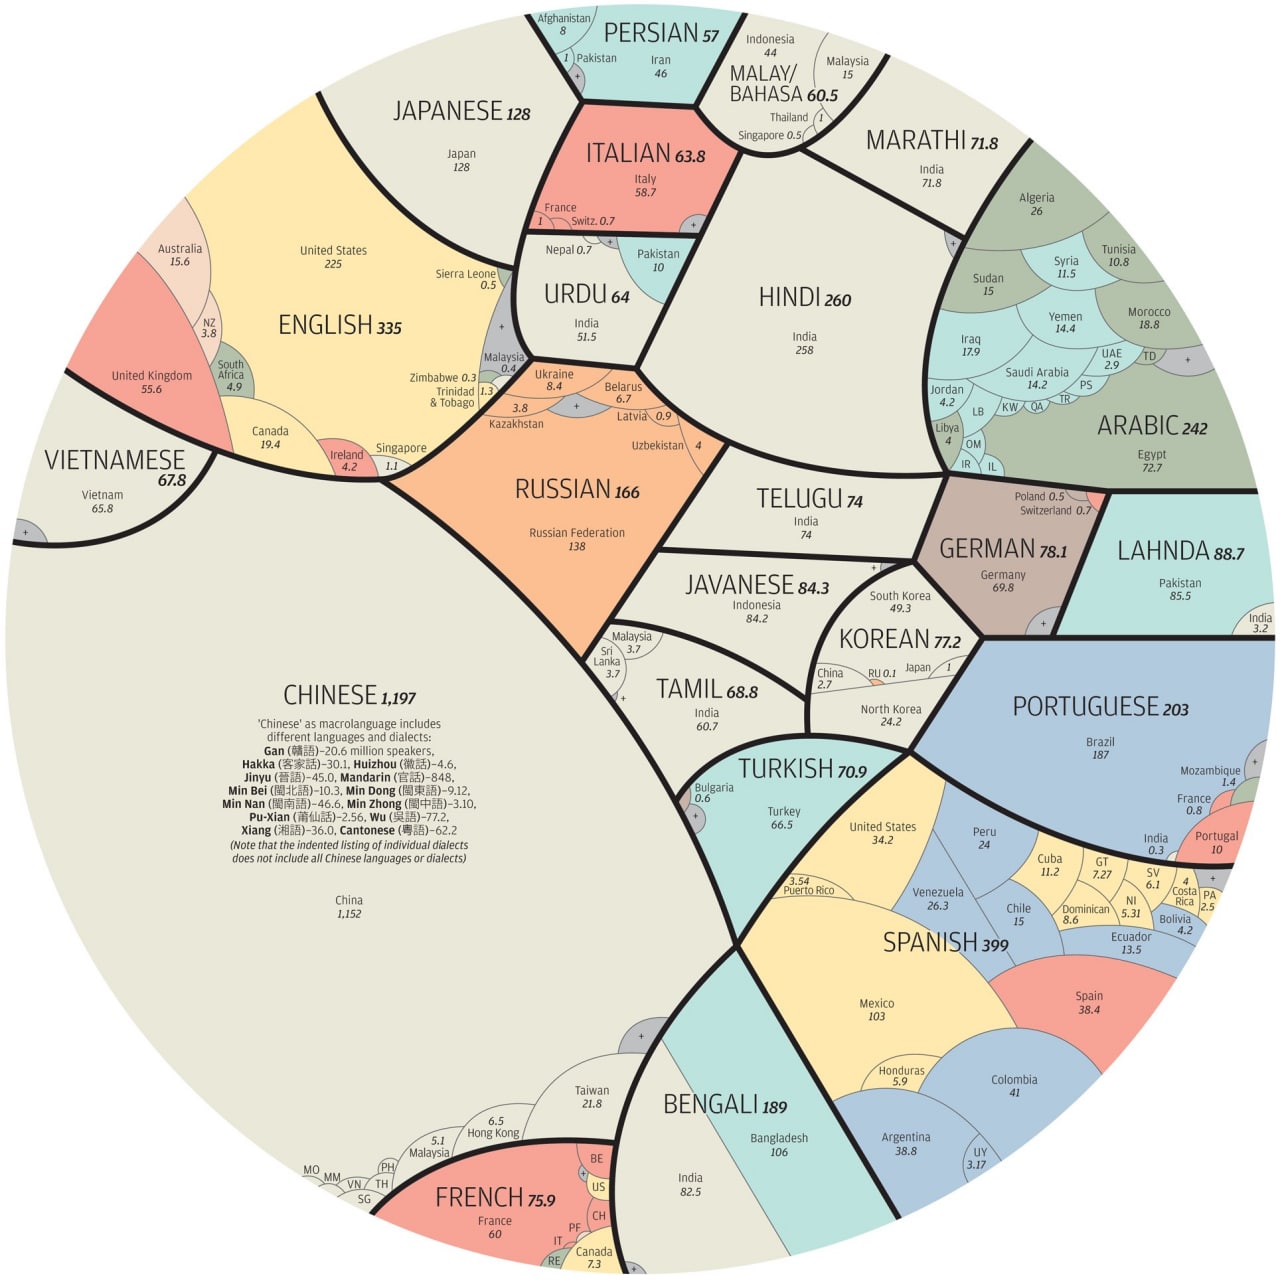 Afghanistan
8
PERSIAN 57
1 Pakistan
+
Iran
46
Indonesia
44
MALAY/
BAHASA 60.5
Malaysia
15
Thailand 1
Singapore 0.5
JAPANESE 128
Japan
128
ITALIAN 63.8
Italy
58.7
France
1
Switz. 0.7
+
MARATHI 71.8
India
71.8
Nepal 0.7
+
Pakistan
10
URDU 64
India
51.5
HINDI 260
India
258
+
Algeria
26
Tunisia
10.8
Syria
11.5
Sudan
15
Morocco
18.8
Yemen
14.4
Iraq
17.9
UAE
2.9
TD
+
Saudi Arabia
14.2
PS
Jordan
4.2
TR
QA
KW
LB
Libya
4
OM
IR
IL
ARABIC 242
Egypt
72.7
Australia
15.6
United States
225
Sierra Leone
0.5
+
NZ
3.8
ENGLISH 335
Malaysia
0.4
South
Africa
4.9
Zimbabwe 0.3
Trinidad
& Tobago
1.3
United Kingdom
55.6
Canada
19.4
Ireland
4.2
Singapore
1.1
VIETNAMESE
67.8
Vietnam
65.8
+
Ukraine
8.4
Belarus
6.7
3.8
Kazakhstan
+
Latvia 0.9
Uzbekistan 4
RUSSIAN 166
Russian Federation
138
TELUGU 74
India
74
Poland 0.5
Switzerland 0.7
GERMAN 78.1
Germany
69.8
+
LAHNDA 88.7
Pakistan
85.5
India
3.2
JAVANESE 84.3
Indonesia
84.2
+
South Korea
49.3
KOREAN 77.2
China
2.7
RU 0.1
Japan
1
North Korea
24.2
Malaysia
3.7
Sri
Lanka
3.7
+
TAMIL 68.8
India
60.7
PORTUGUESE 203
Brazil
187
+
Mozambique
1.4
France
0.8
Portugal
10
India
0.3
CHINESE 1,197
'Chinese' as macrolanguage includes
different languages and dialects:
Gan (贛語)–20.6 million speakers,
Hakka (客家話)–30.1, Huizhou (徽話)–4.6,
Jinyu (晉語)–45.0, Mandarin (官話)–848,
Min Bei (閩北語)–10.3, Min Dong (閩東語)–9.12,
Min Nan (閩南語)–46.6, Min Zhong (閩中語)–3.10,
Pu-Xian (莆仙話)–2.56, Wu (吳語)–77.2,
Xiang (湘語)–36.0, Cantonese (粵語)–62.2
(Note that the indented listing of individual dialects
does not include all Chinese languages or dialects)
China
1,152
TURKISH 70.9
Bulgaria
0.6
+
Turkey
66.5
United States
34.2
Peru
24
3.54
Puerto Rico
Venezuela
26.3
Cuba
11.2
GT
7.27
SV
6.1
4
Costa
Rica
+
PA
2.5
NI
5.31
Dominican
8.6
Chile
15
Bolivia
4.2
Ecuador
13.5
SPANISH 399
Mexico
103
Spain
38.4
Honduras
5.9
Colombia
41
Argentina
38.8
UY
3.17
+
Taiwan
21.8
6.5
Hong Kong
5.1
Malaysia
PH
TH
MO
MM
VN
SG
BENGALI 189
Bangladesh
106
India
82.5
+
FRENCH 75.9
France
60
BE
+
US
CH
PF
IT
RE
Canada
7.3